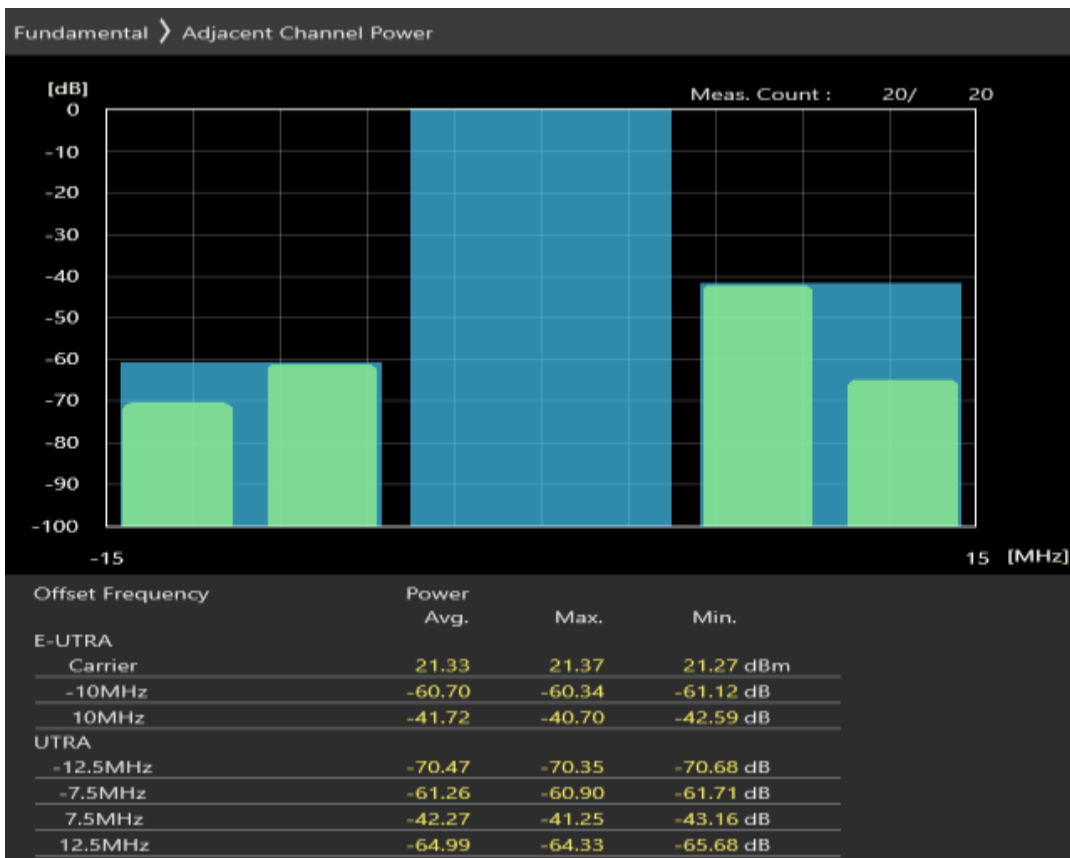 Fundamental 〉 Adjacent Channel Power
[dB]
Meas. Count : 20/ 20
0
-10
-20
-30
-40
-50
-60
-70
-80
-90
-100
-15 15 [MHz]
Offset Frequency Power
Avg. Max. Min.
E-UTRA
Carrier 21.33 21.37 21.27 dBm
-10MHz -60.70 -60.34 -61.12 dB
10MHz -41.72 -40.70 -42.59 dB
UTRA
-12.5MHz -70.47 -70.35 -70.68 dB
-7.5MHz -61.26 -60.90 -61.71 dB
7.5MHz -42.27 -41.25 -43.16 dB
12.5MHz -64.99 -64.33 -65.68 dB